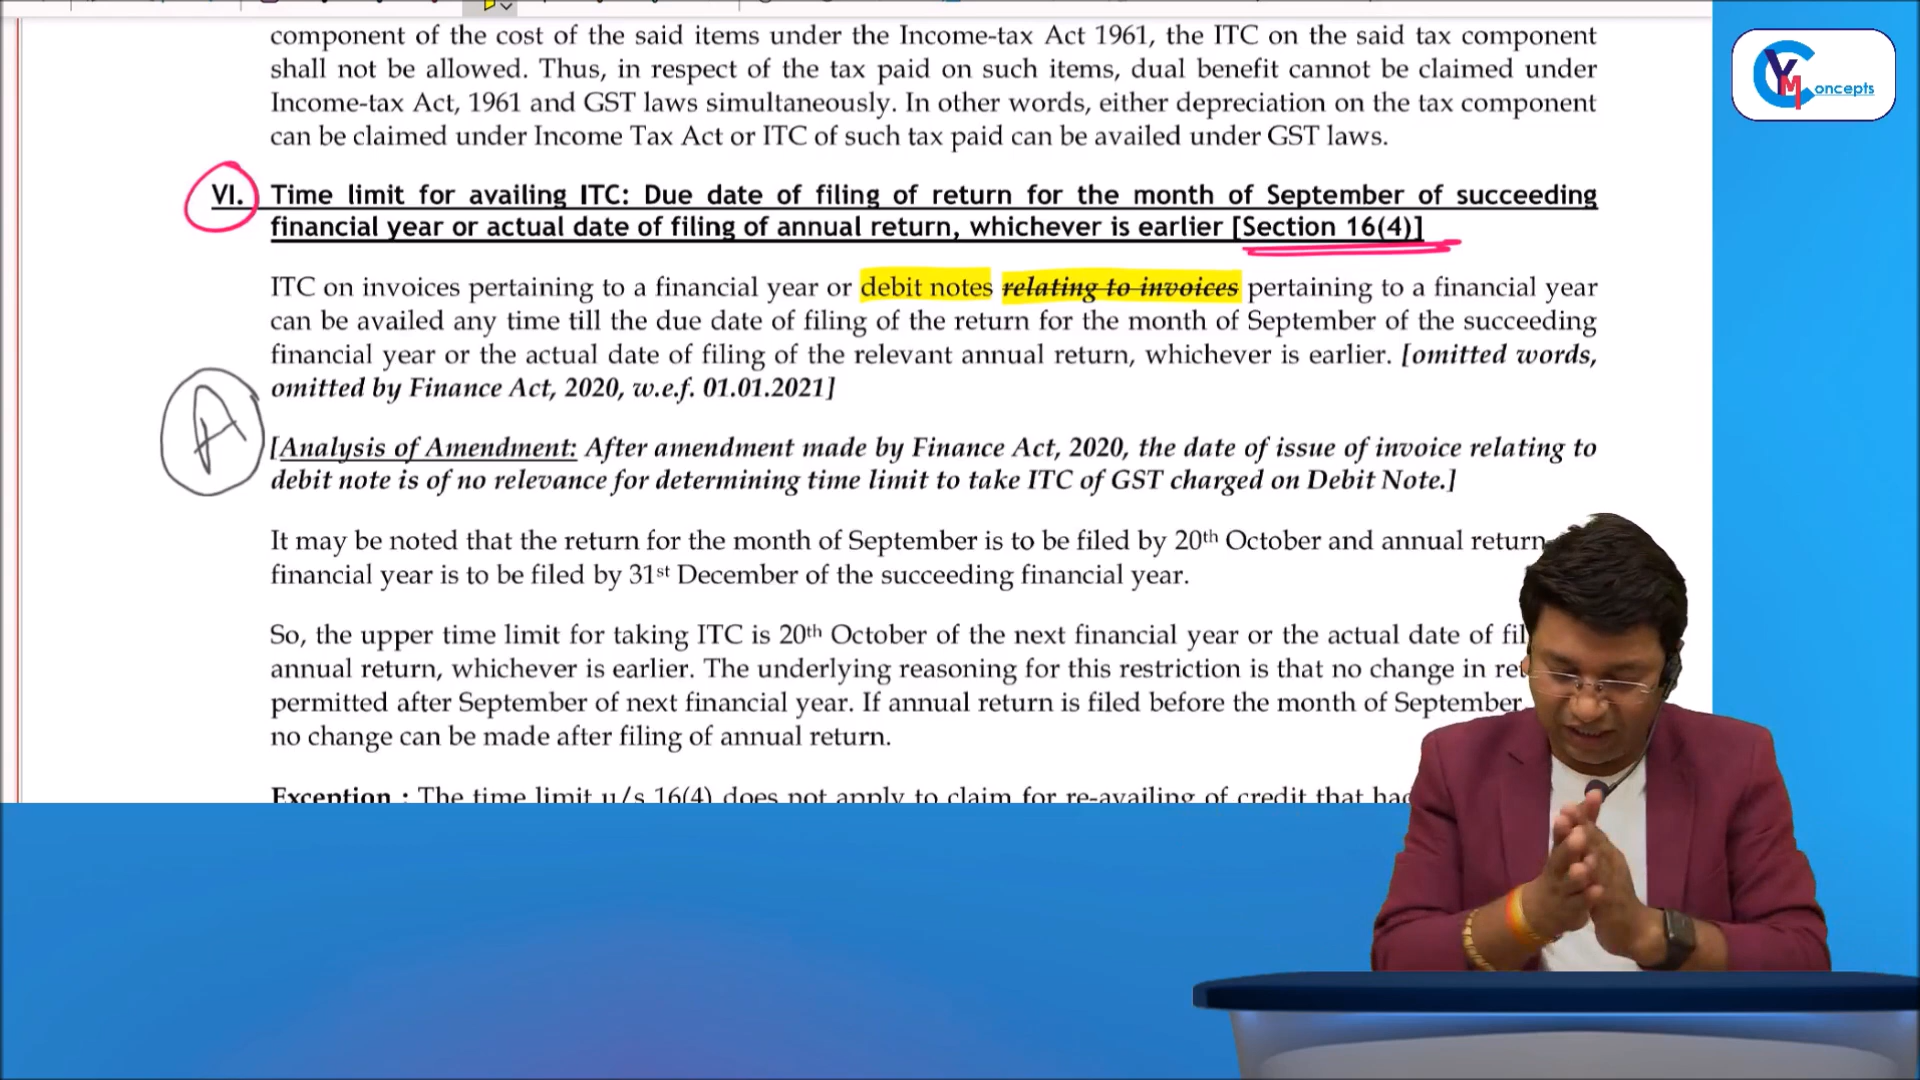 component of the cost of the said items under the Income-tax Act 1961, the ITC on the said tax component
shall not be allowed. Thus, in respect of the tax paid on such items, dual benefit cannot be claimed under
Income-tax Act, 1961 and GST laws simultaneously. In other words, either depreciation on the tax component
can be claimed under Income Tax Act or ITC of such tax paid can be availed under GST laws.
VI. Time limit for availing ITC: Due date of filing of return for the month of September of succeeding
financial year or actual date of filing of annual return, whichever is earlier [Section 16(4)]
ITC on invoices pertaining to a financial year or debit notes relating to invoices pertaining to a financial year
can be availed any time till the due date of filing of the return for the month of September of the succeeding
financial year or the actual date of filing of the relevant annual return, whichever is earlier. [omitted words,
omitted by Finance Act, 2020, w.e.f. 01.01.2021]
A
[Analysis of Amendment: After amendment made by Finance Act, 2020, the date of issue of invoice relating to
debit note is of no relevance for determining time limit to take ITC of GST charged on Debit Note.]
It may be noted that the return for the month of September is to be filed by 20th October and annual return
financial year is to be filed by 31st December of the succeeding financial year.
So, the upper time limit for taking ITC is 20th October of the next financial year or the actual date of fil
annual return, whichever is earlier. The underlying reasoning for this restriction is that no change in ret
permitted after September of next financial year. If annual return is filed before the month of September
no change can be made after filing of annual return.
Exception : The time limit u/s 16(4) does not apply to claim for re-availing of credit that had
YMConcepts